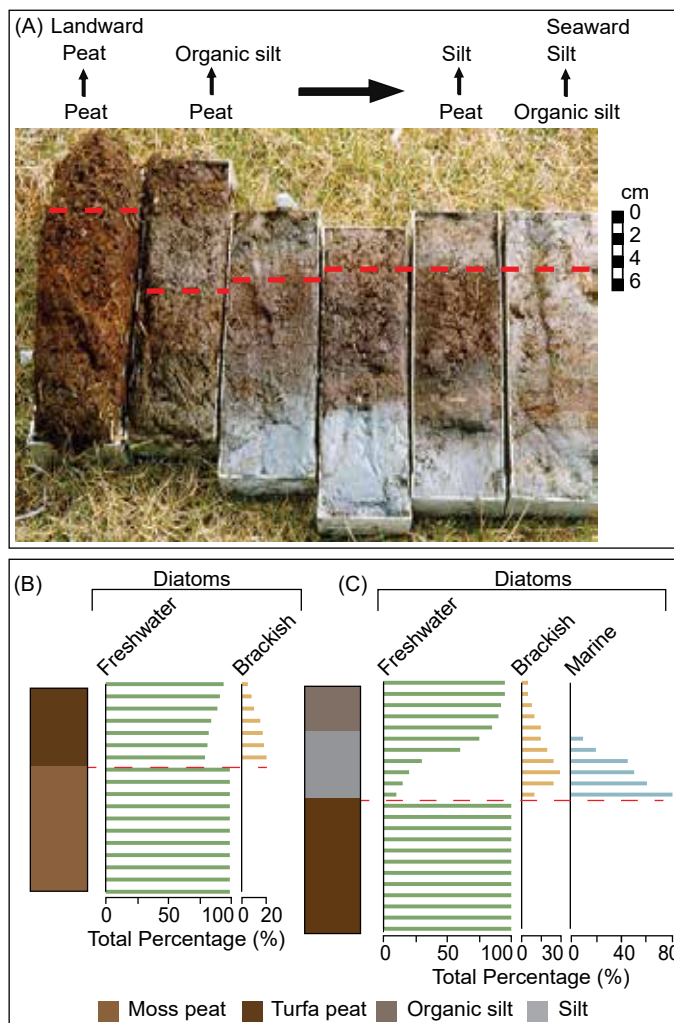 (A) Landward Seaward
Peat Organic silt Silt Silt
Peat Peat Peat Organic silt
cm
0
2
4
6
(B) Diatoms (C) Diatoms
Freshwater Brackish Freshwater Brackish Marine
0 50 100 0 20 0 50 100 0 30 0 40 80
Total Percentage (%) Total Percentage (%)
Moss peat Turfa peat Organic silt Silt